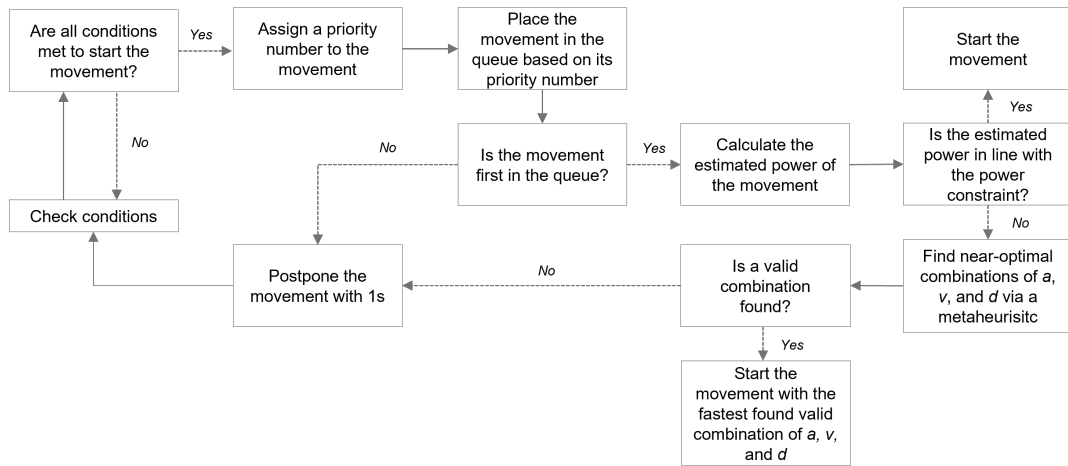 Are all conditions
met to start the
movement?
Yes
Assign a priority
number to the
movement
Place the
movement in the
queue based on its
priority number
Start the
movement
Yes
No
No
Is the movement
first in the queue?
Yes
Calculate the
estimated power of
the movement
Is the estimated
power in line with
the power
constraint?
No
Check conditions
Postpone the
movement with 1s
No
Is a valid
combination
found?
Find near-optimal
combinations of a,
v, and d via a
metaheurisitc
Yes
Start the
movement with the
fastest found valid
combination of a, v,
and d